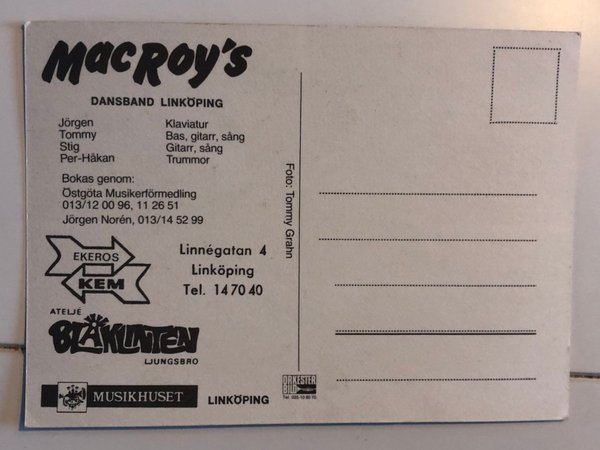 MacRoy's
DANSBAND LINKÖPING
Jörgen Klaviatur
Tommy Bas, gitarr, sång
Stig Gitarr, sång
Per-Håkan Trummor
Bokas genom:
Östgöta Musikerförmedling
013/12 00 96, 11 26 51
Jörgen Norén, 013/14 52 99
EKEROS
KEM
Linnégatan 4
Linköping
Tel. 14 70 40
ATELJÉ
BLÅKLINTEN
LJUNGSBRO
MUSIKHUSET LINKÖPING
Foto: Tommy Grahn
ORKESTER
BILD